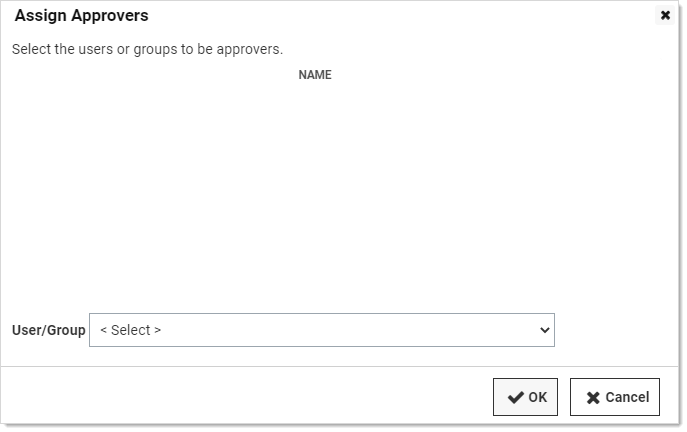 Assign Approvers
Select the users or groups to be approvers.
NAME
User/Group < Select >
OK Cancel